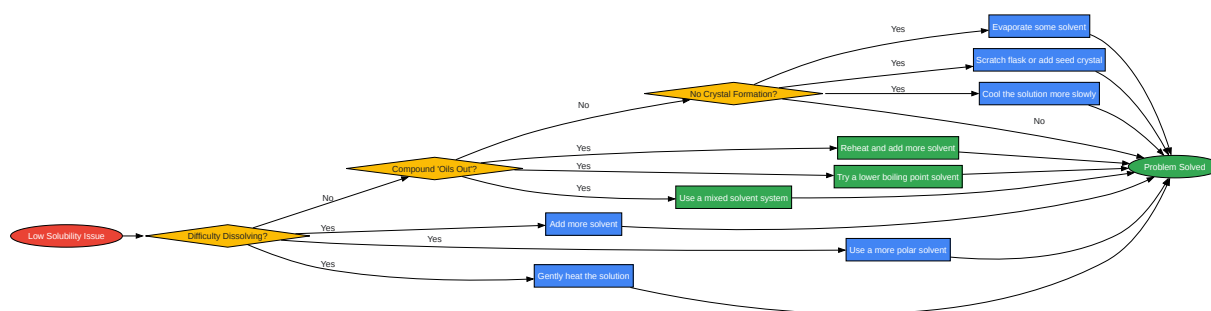 Yes
Evaporate some solvent
Yes
Scratch flask or add seed crystal
No Crystal Formation?
Yes
Cool the solution more slowly
No
No
Yes
Reheat and add more solvent
Compound 'Oils Out'?
Yes
Try a lower boiling point solvent
Problem Solved
Yes
Use a mixed solvent system
No
Low Solubility Issue
Difficulty Dissolving?
Yes
Add more solvent
Yes
Use a more polar solvent
Yes
Gently heat the solution